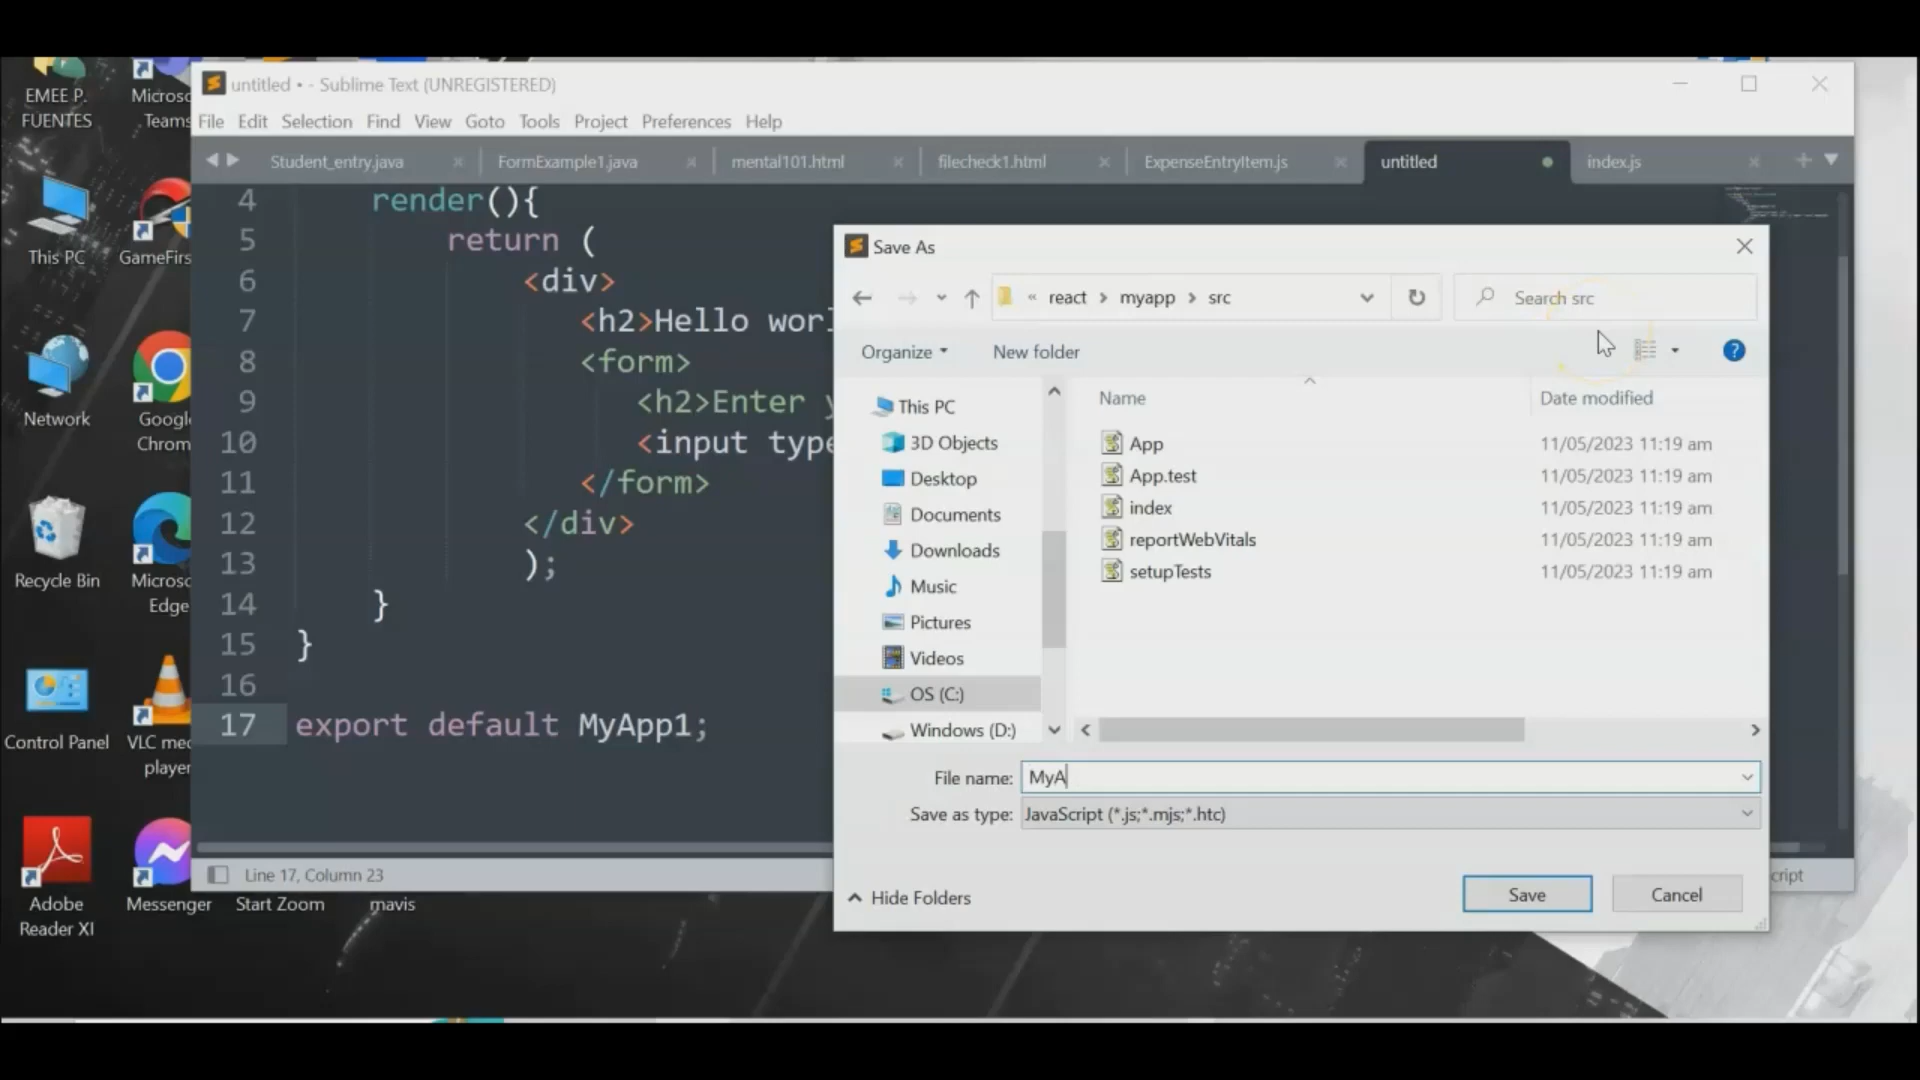 EMEE P.
FUENTES
Microsc
Teams
This PC
GameFirs
Network
Google
Chrom
Recycle Bin
Microsc
Edge
Control Panel
VLC mec
player
Adobe
Reader XI
Messenger
Start Zoom
mavis
untitled • - Sublime Text (UNREGISTERED)
File Edit Selection Find View Goto Tools Project Preferences Help
Student_entry.java FormExample1.java mental101.html filecheck1.html ExpenseEntryItem.js untitled index.js
4 render(){
5 return (
6 <div>
7 <h2>Hello worl
8 <form>
9 <h2>Enter y
10 <input type
11 </form>
12 </div>
13 );
14 }
15 }
16
17 export default MyApp1;
Line 17, Column 23
cript
Save As
« react > myapp > src
Search src
Organize
New folder
?
This PC
3D Objects
Desktop
Documents
Downloads
Music
Pictures
Videos
OS (C:)
Windows (D:)
Name Date modified
App 11/05/2023 11:19 am
App.test 11/05/2023 11:19 am
index 11/05/2023 11:19 am
reportWebVitals 11/05/2023 11:19 am
setupTests 11/05/2023 11:19 am
File name: MyA
Save as type: JavaScript (*.js;*.mjs;*.htc)
Hide Folders
Save
Cancel